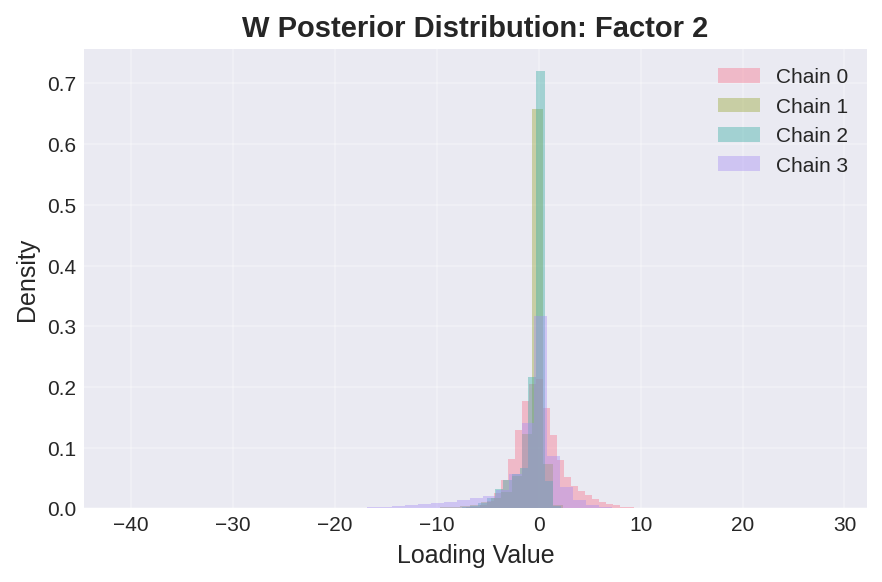 W Posterior Distribution: Factor 2
Chain 0
Chain 1
Chain 2
Chain 3
Density
0.7
0.6
0.5
0.4
0.3
0.2
0.1
0.0
−40 −30 −20 −10 0 10 20 30
Loading Value